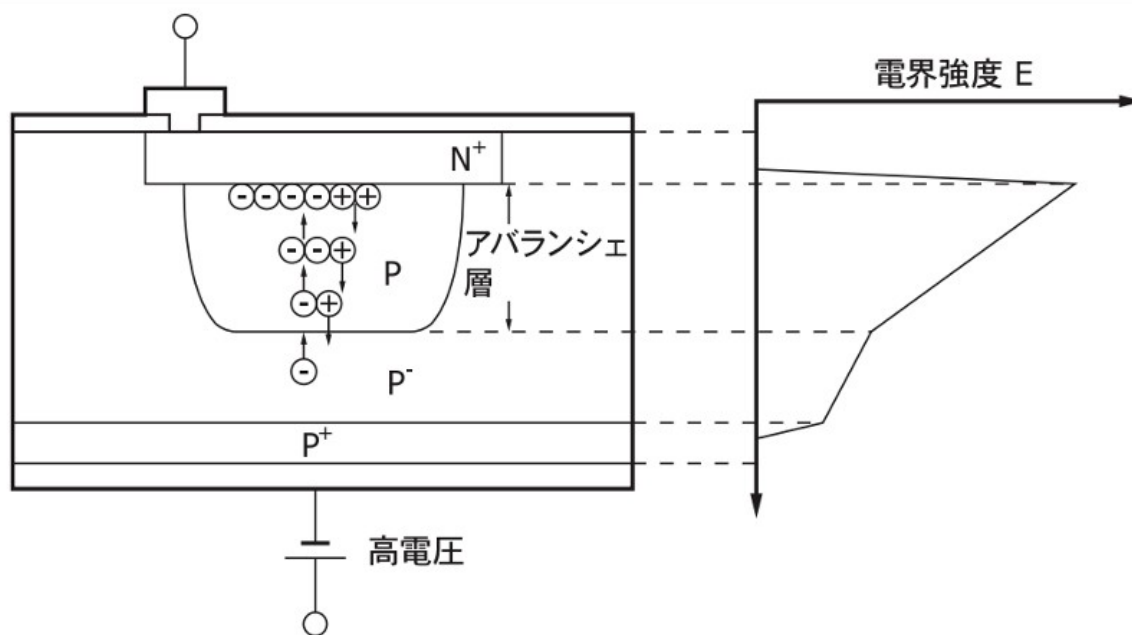 電界強度 E
N⁺
- - - - + +
- - +
アバランシェ
層
P
- +
-
P⁻
P⁺
高電圧